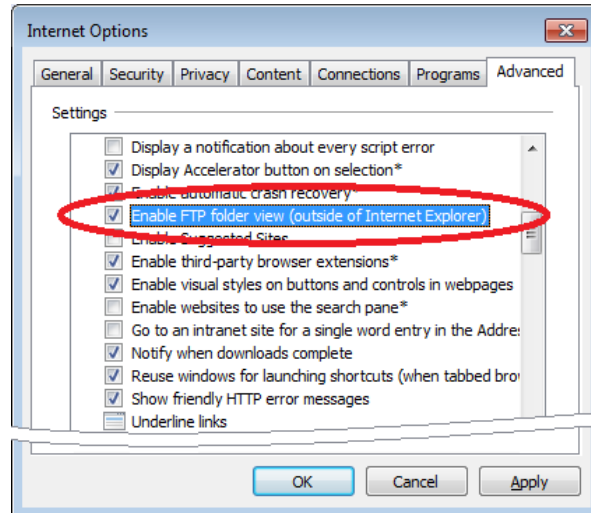 Internet Options
General Security Privacy Content Connections Programs Advanced
Settings
Display a notification about every script error
Display Accelerator button on selection*
Enable automatic crash recovery*
Enable FTP folder view (outside of Internet Explorer)
Enable Suggested Sites
Enable third-party browser extensions*
Enable visual styles on buttons and controls in webpages
Enable websites to use the search pane*
Go to an intranet site for a single word entry in the Addres
Notify when downloads complete
Reuse windows for launching shortcuts (when tabbed brow
Show friendly HTTP error messages
Underline links
OK Cancel Apply